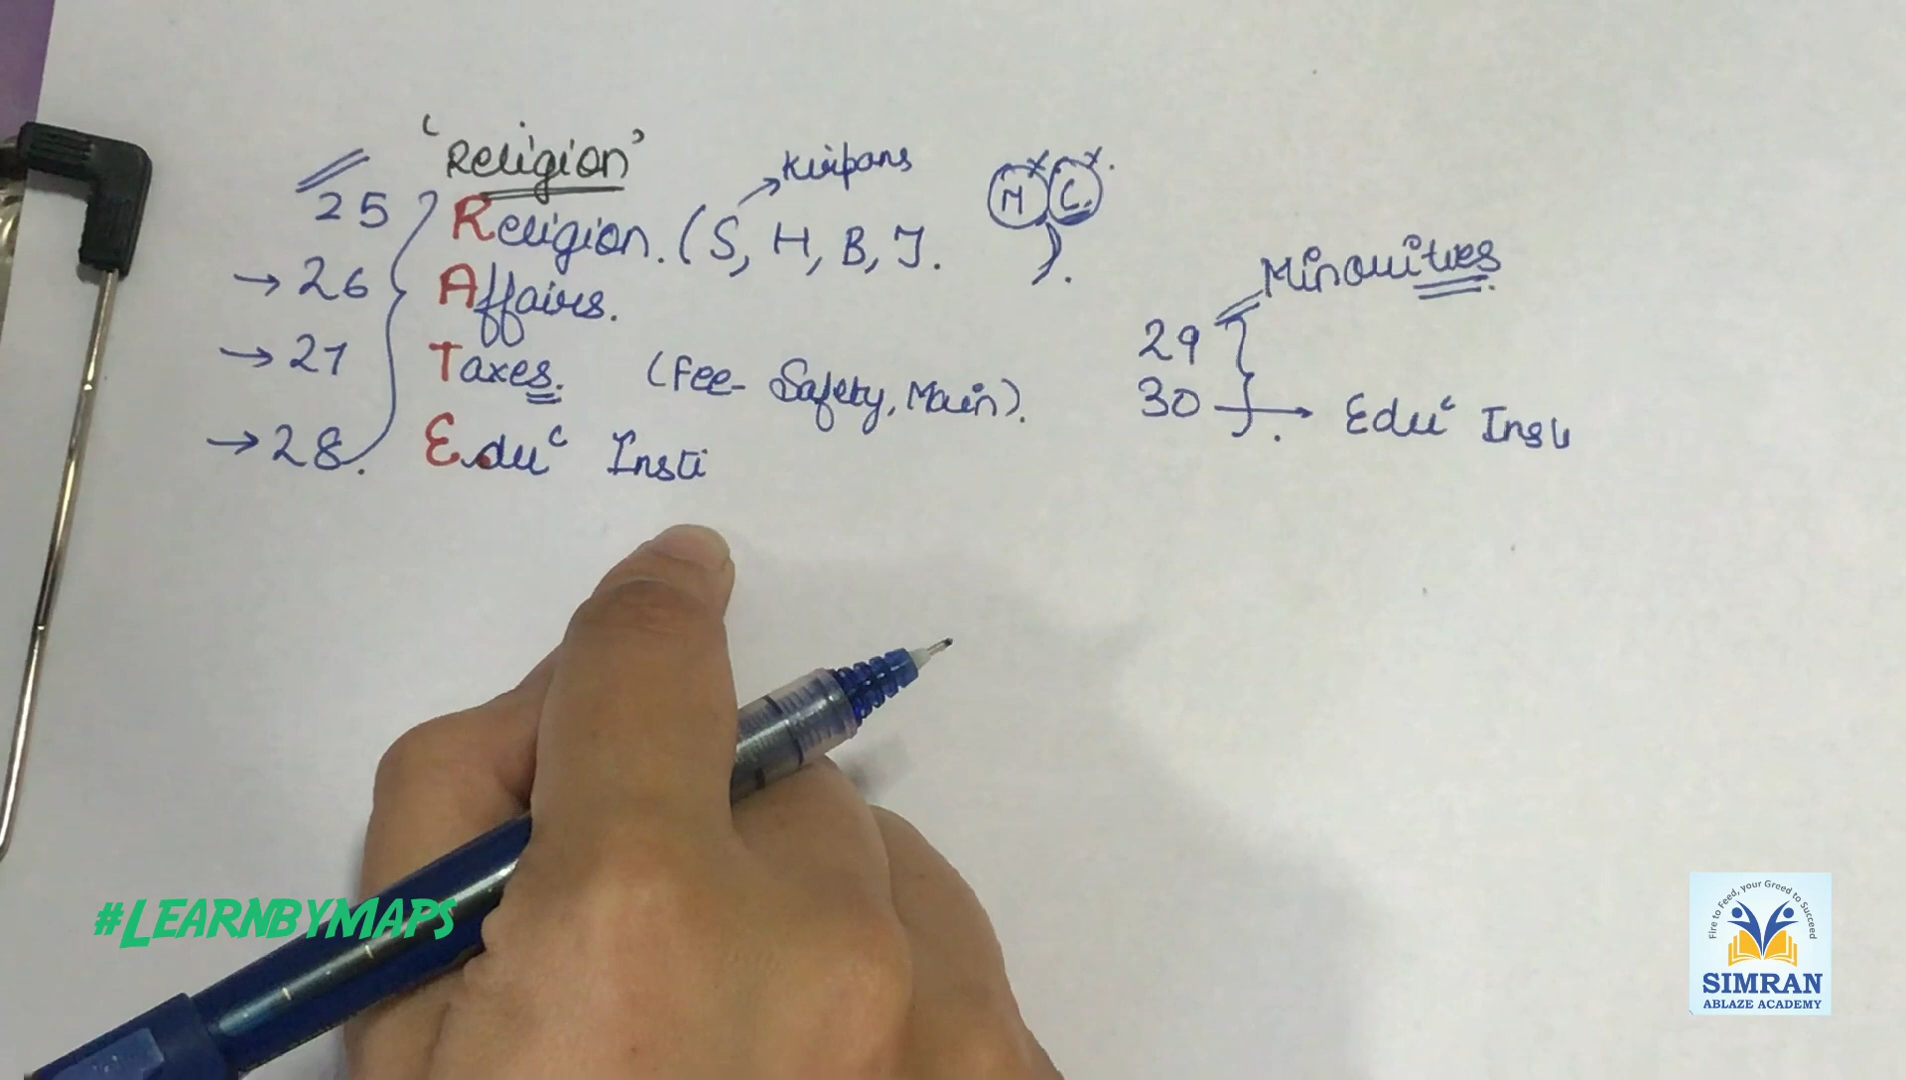 'Religion'
25 Religion. (S, H, B, J. M C ).
→ Kirpans
→ 26 Affairs.
→ 27 Taxes. (Fee- Safety, Main).
→ 28. Educ Insti
Minorities
29
30 → Educ Insti
#LEARNBYMAPS
Fire to Feed, your Greed to Succeed
SIMRAN
ABLAZE ACADEMY